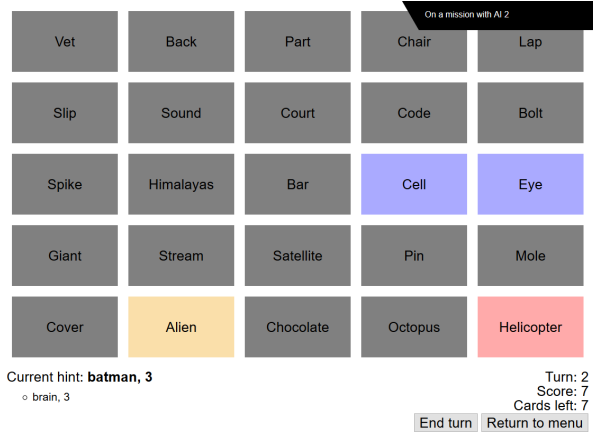 On a mission with AI 2
Vet Back Part Chair Lap
Slip Sound Court Code Bolt
Spike Himalayas Bar Cell Eye
Giant Stream Satellite Pin Mole
Cover Alien Chocolate Octopus Helicopter
Current hint: batman, 3
brain, 3
Turn: 2
Score: 7
Cards left: 7
End turn Return to menu